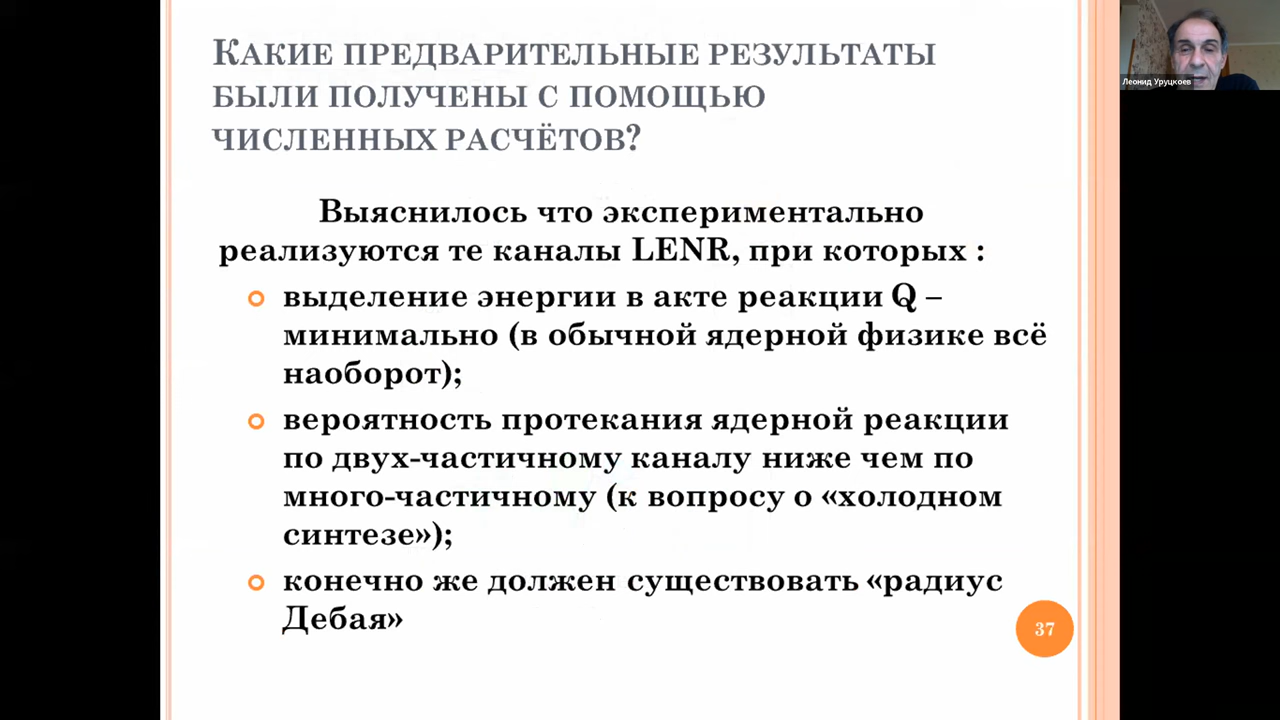 Какие предварительные результаты
были получены с помощью
численных расчётов?
Выяснилось что экспериментально
реализуются те каналы LENR, при которых :
выделение энергии в акте реакции Q –
минимально (в обычной ядерной физике всё
наоборот);
вероятность протекания ядерной реакции
по двух-частичному каналу ниже чем по
много-частичному (к вопросу о «холодном
синтезе»);
конечно же должен существовать «радиус
Дебая»
37
Леонид Уруцкоев